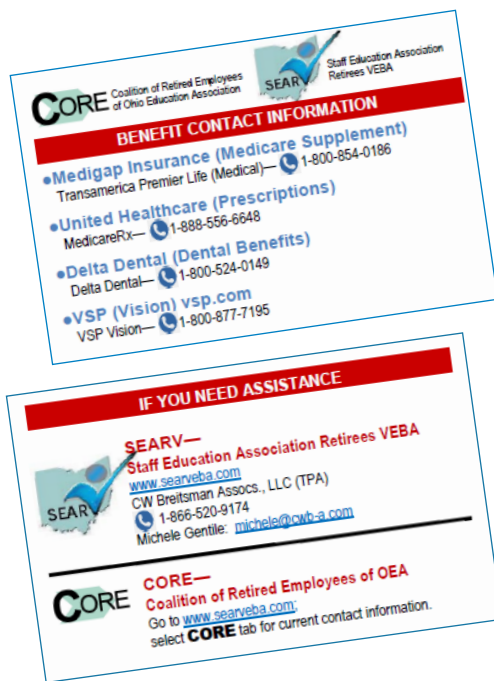 CORE Coalition of Retired Employees
of Ohio Education Association
SEARV Staff Education Association
Retirees VEBA
BENEFIT CONTACT INFORMATION
•Medigap Insurance (Medicare Supplement)
Transamerica Premier Life (Medical)— 1-800-854-0186
•United Healthcare (Prescriptions)
MedicareRx— 1-888-556-6648
•Delta Dental (Dental Benefits)
Delta Dental— 1-800-524-0149
•VSP (Vision) vsp.com
VSP Vision— 1-800-877-7195
IF YOU NEED ASSISTANCE
SEARV
SEARV—
Staff Education Association Retirees VEBA
www.searveba.com
CW Breitsman Assocs., LLC (TPA)
1-866-520-9174
Michele Gentile: michele@cwb-a.com
CORE
CORE—
Coalition of Retired Employees of OEA
Go to www.searveba.com;
select CORE tab for current contact information.